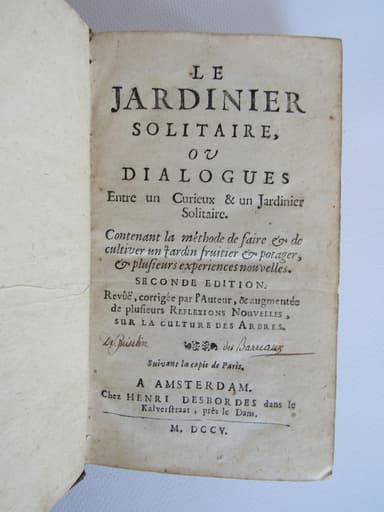 LE
JARDINIER
SOLITAIRE,
OU
DIALOGUES
Entre un Curieux & un Jardinier
Solitaire.
Contenant la méthode de faire & de
cultiver un Jardin fruitier & potager,
& plusieurs experiences nouvelles.
SECONDE EDITION.
Revûë, corrigée par l'Auteur, & augmentée
de plusieurs REFLEXIONS NOUVELLES,
SUR LA CULTURE DES ARBRES.
des Barreaux
Suivant la copie de Paris.
A AMSTERDAM.
Chez HENRI DESBORDES dans le
Kalverstraat, près le Dam.
M. DCCV.